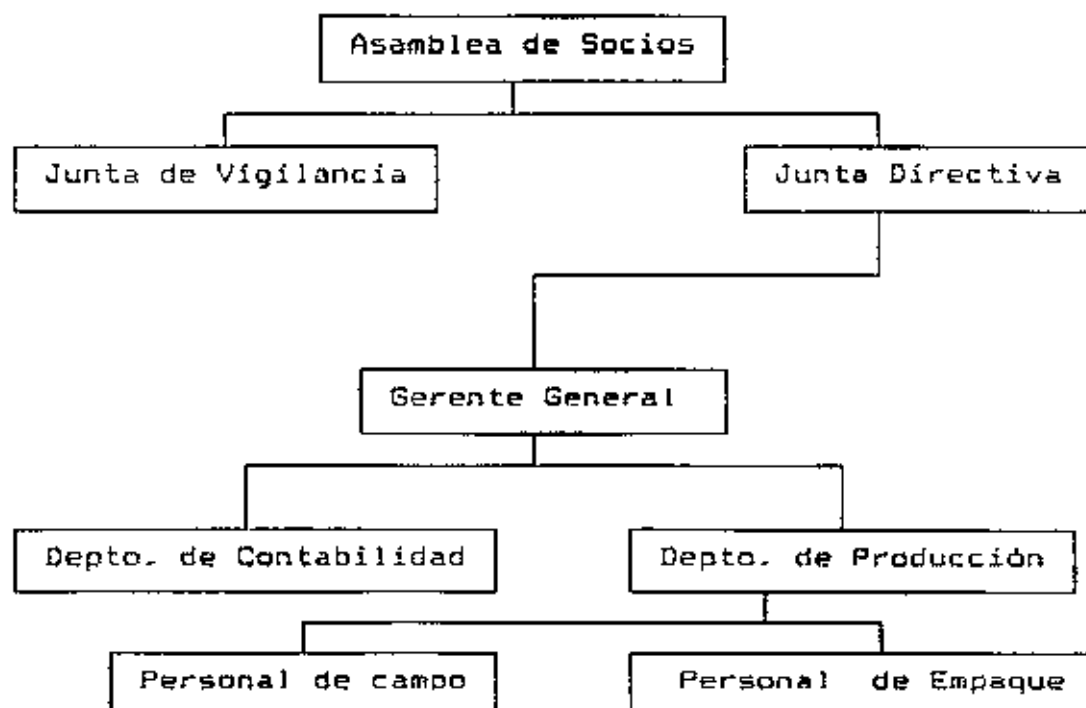 Asamblea de Socios
Junta de Vigilancia
Junta Directiva
Gerente General
Depto. de Contabilidad
Depto. de Producción
Personal de campo
Personal de Empaque